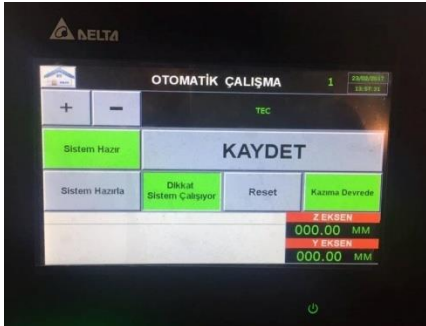 DELTA
OTOMATİK ÇALIŞMA
1
+
−
TEC
Sistem Hazır
KAYDET
Sistem Hazırla
Dikkat
Sistem Çalışıyor
Reset
Kazıma Devrede
Z EKSEN
000.00 MM
Y EKSEN
000.00 MM